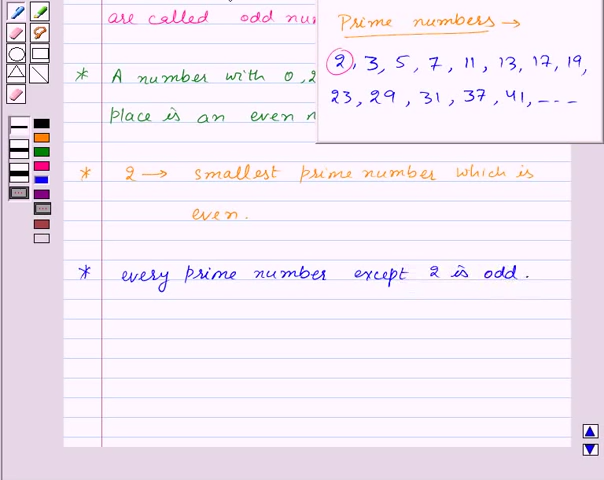 are called odd nu
Prime numbers →
2, 3, 5, 7, 11, 13, 17, 19,
23, 29, 31, 37, 41, ---
* A number with 0, 2
place is an even n
* 2 → smallest prime number which is
even.
* every prime number except 2 is odd.